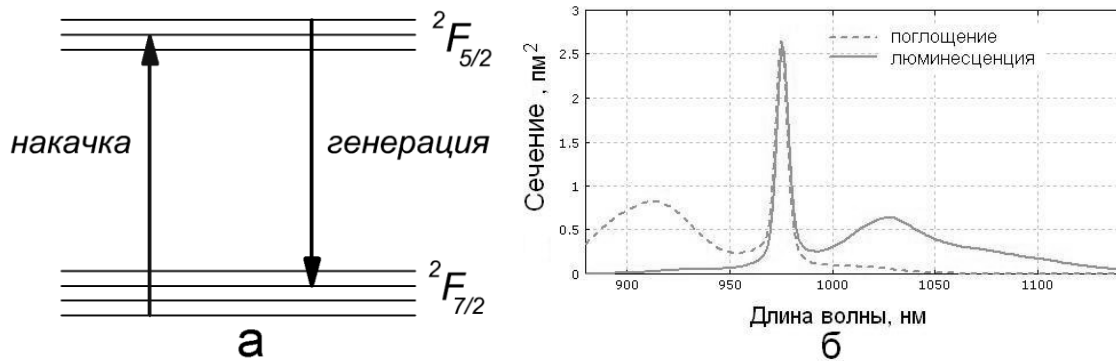 ²F₅/₂
накачка
генерация
²F₇/₂
а
Сечение , пм²
3
2.5
2
1.5
1
0.5
0
поглощение
люминесценция
900
950
1000
1050
1100
Длина волны, нм
б